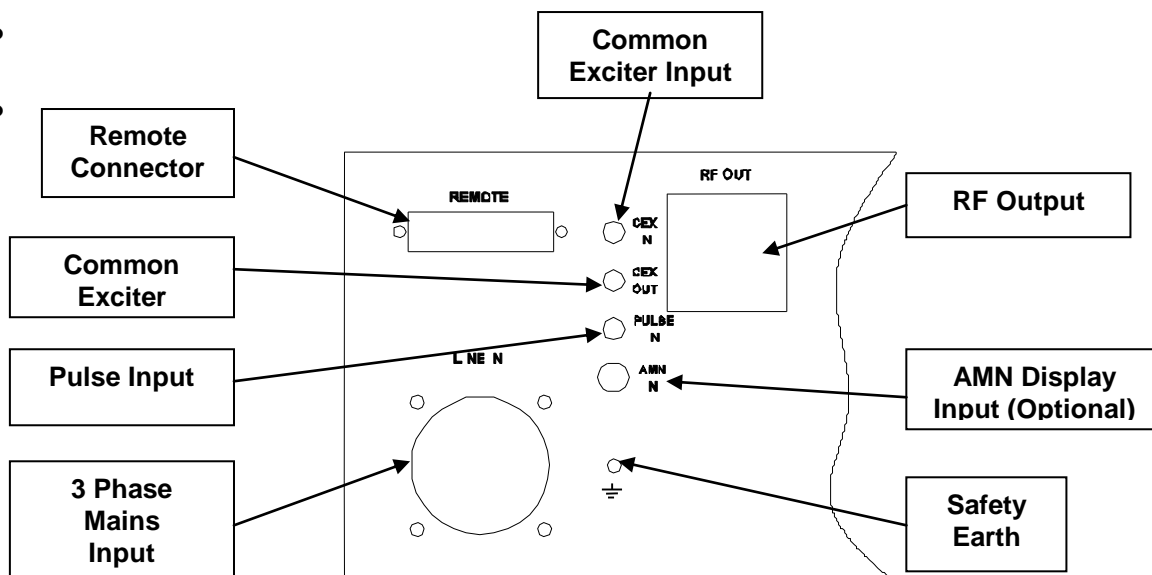 Common
Exciter Input
Remote
Connector
RF OUT
REMOTE
RF Output
CEX
N
Common
Exciter
CEX
OUT
PULSE
N
Pulse Input
L NE N
AMN
N
AMN Display
Input (Optional)
3 Phase
Mains
Input
Safety
Earth